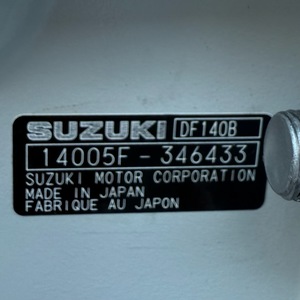 SUZUKI DF140B
14005F-346433
SUZUKI MOTOR CORPORATION
MADE IN JAPAN
FABRIQUE AU JAPON